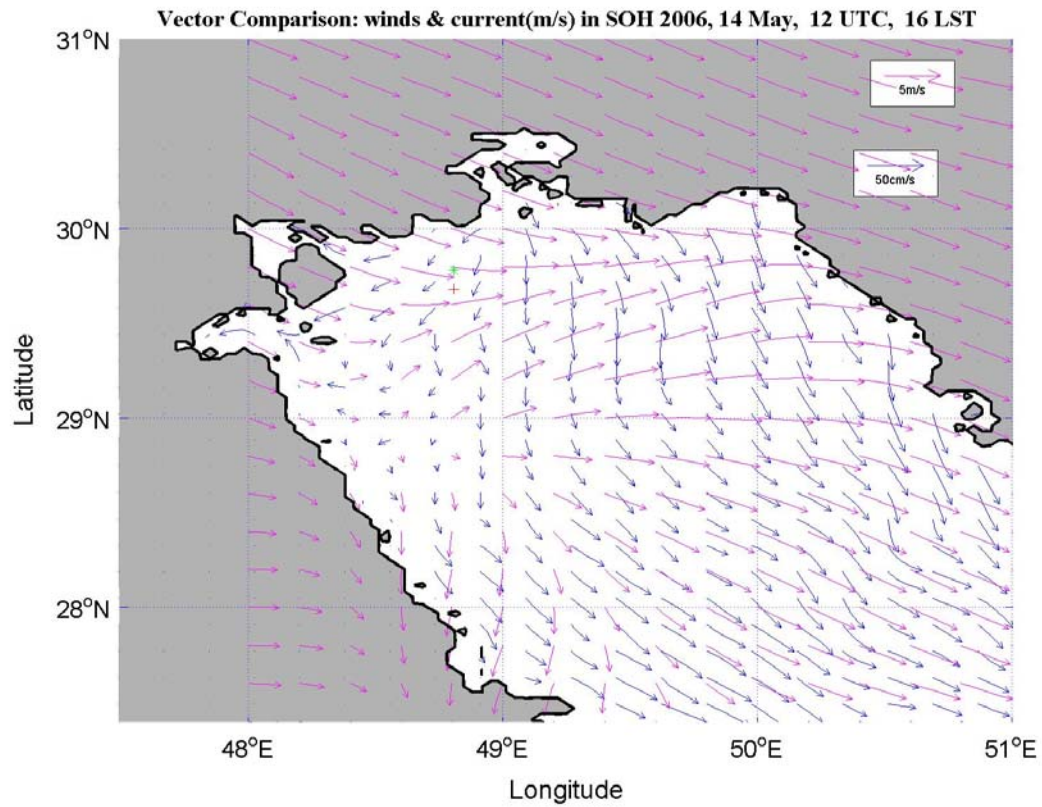 Vector Comparison: winds & current(m/s) in SOH 2006, 14 May, 12 UTC, 16 LST
31°N
5m/s
50cm/s
30°N
Latitude
29°N
28°N
48°E 49°E 50°E 51°E
Longitude